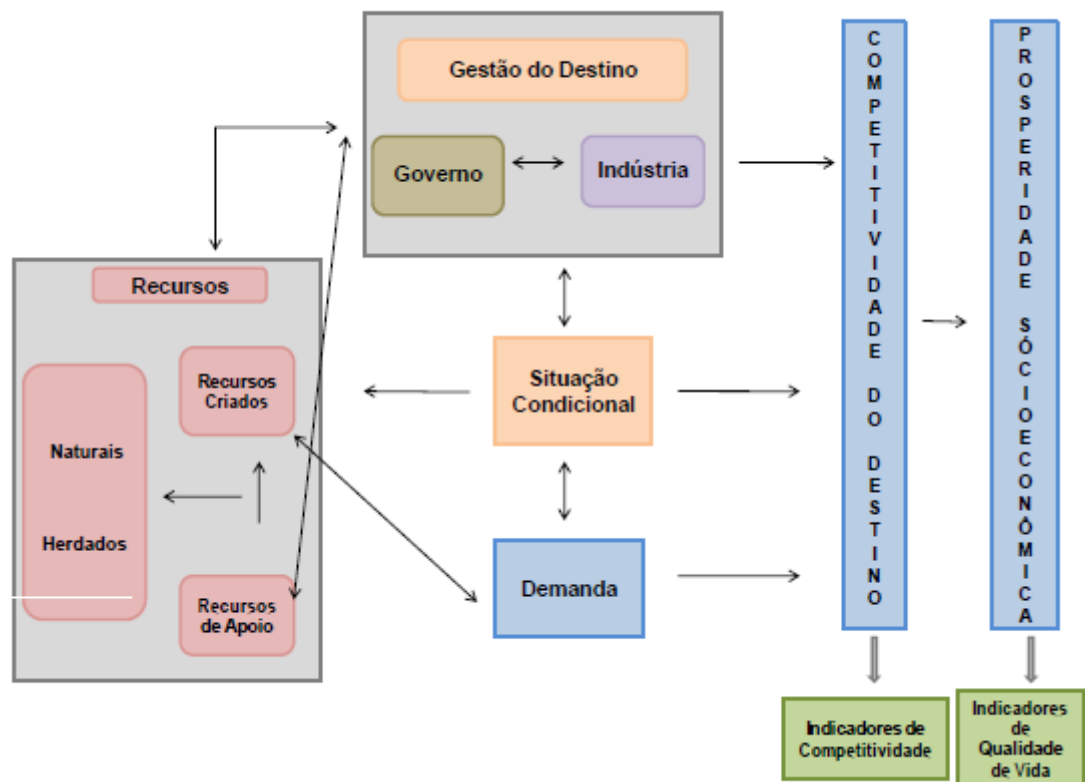 Gestão do Destino
Governo
Indústria
Recursos
Recursos
Criados
Naturais
Herdados
Recursos
de Apoio
Situação
Condicional
Demanda
COMPETITIVIDADE DO DESTINO
PROSPERIDADE SÓCIOECONÔMICA
Indicadores de
Competitividade
Indicadores
de
Qualidade
de Vida